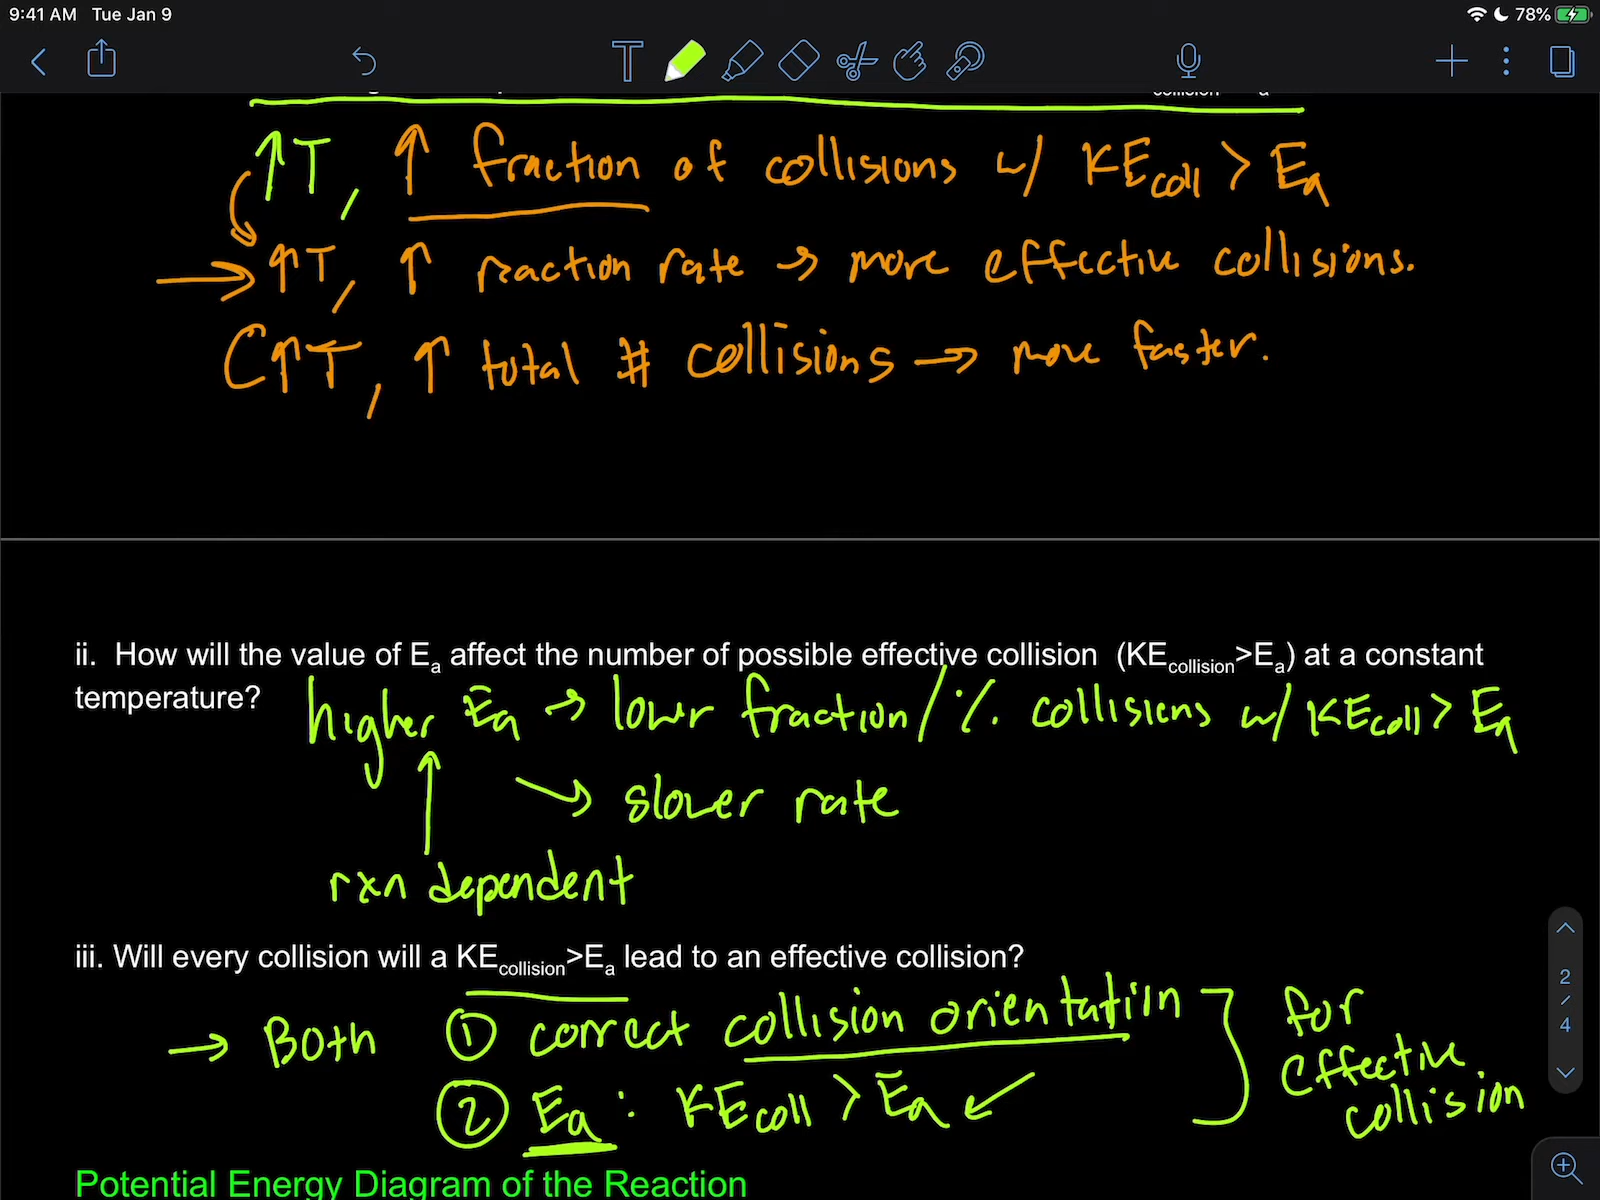 9:41 AM Tue Jan 9 78%
collision a
↑T, ↑ fraction of collisions w/ KEcoll > Ea
→ ↑T, ↑ reaction rate → more effective collisions.
C↑T, ↑ total # collisions → move faster.
ii. How will the value of Ea affect the number of possible effective collision (KEcollision>Ea) at a constant
temperature? higher Ea → lower fraction / % collisions w/ KEcoll > Ea
→ slower rate
rxn dependent
iii. Will every collision will a KEcollision>Ea lead to an effective collision?
→ Both ① correct collision orientation
② Ea : KEcoll > Ea ✓
for
effective
collision
2 / 4
Potential Energy Diagram of the Reaction